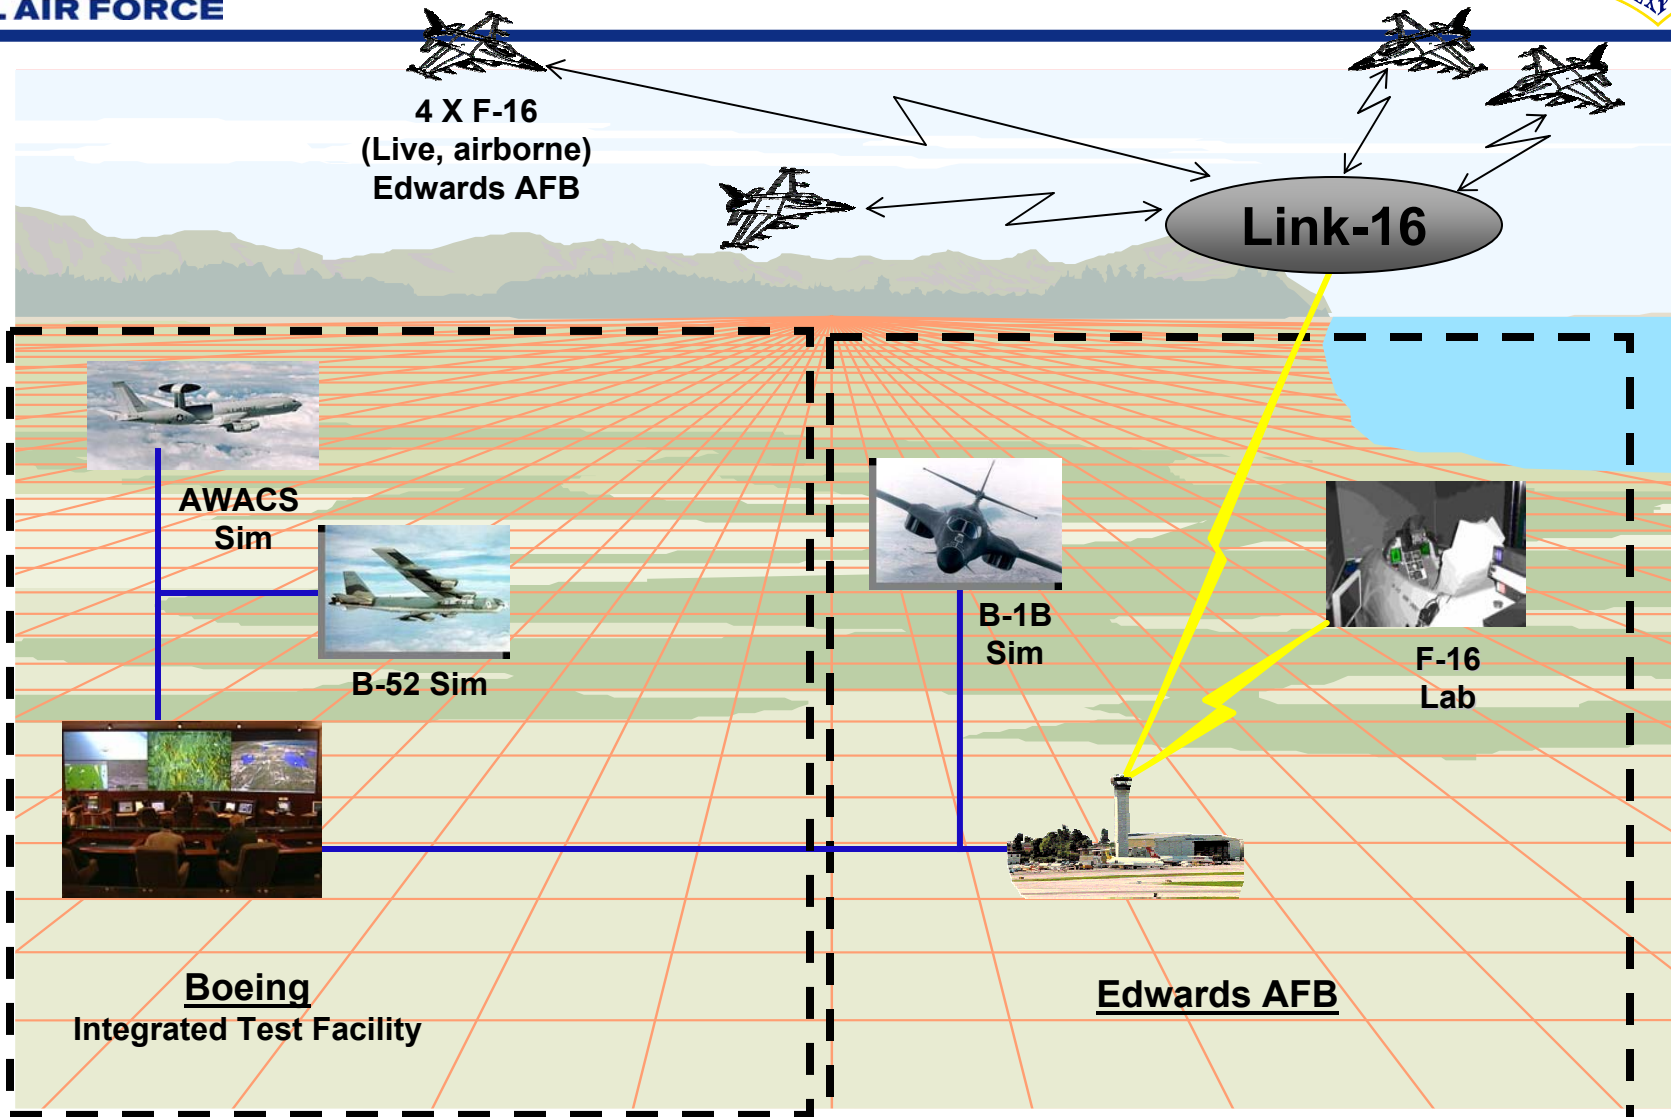 AIR FORCE
4 X F-16
(Live, airborne)
Edwards AFB
Link-16
AWACS
Sim
B-52 Sim
B-1B
Sim
F-16
Lab
Boeing
Integrated Test Facility
Edwards AFB